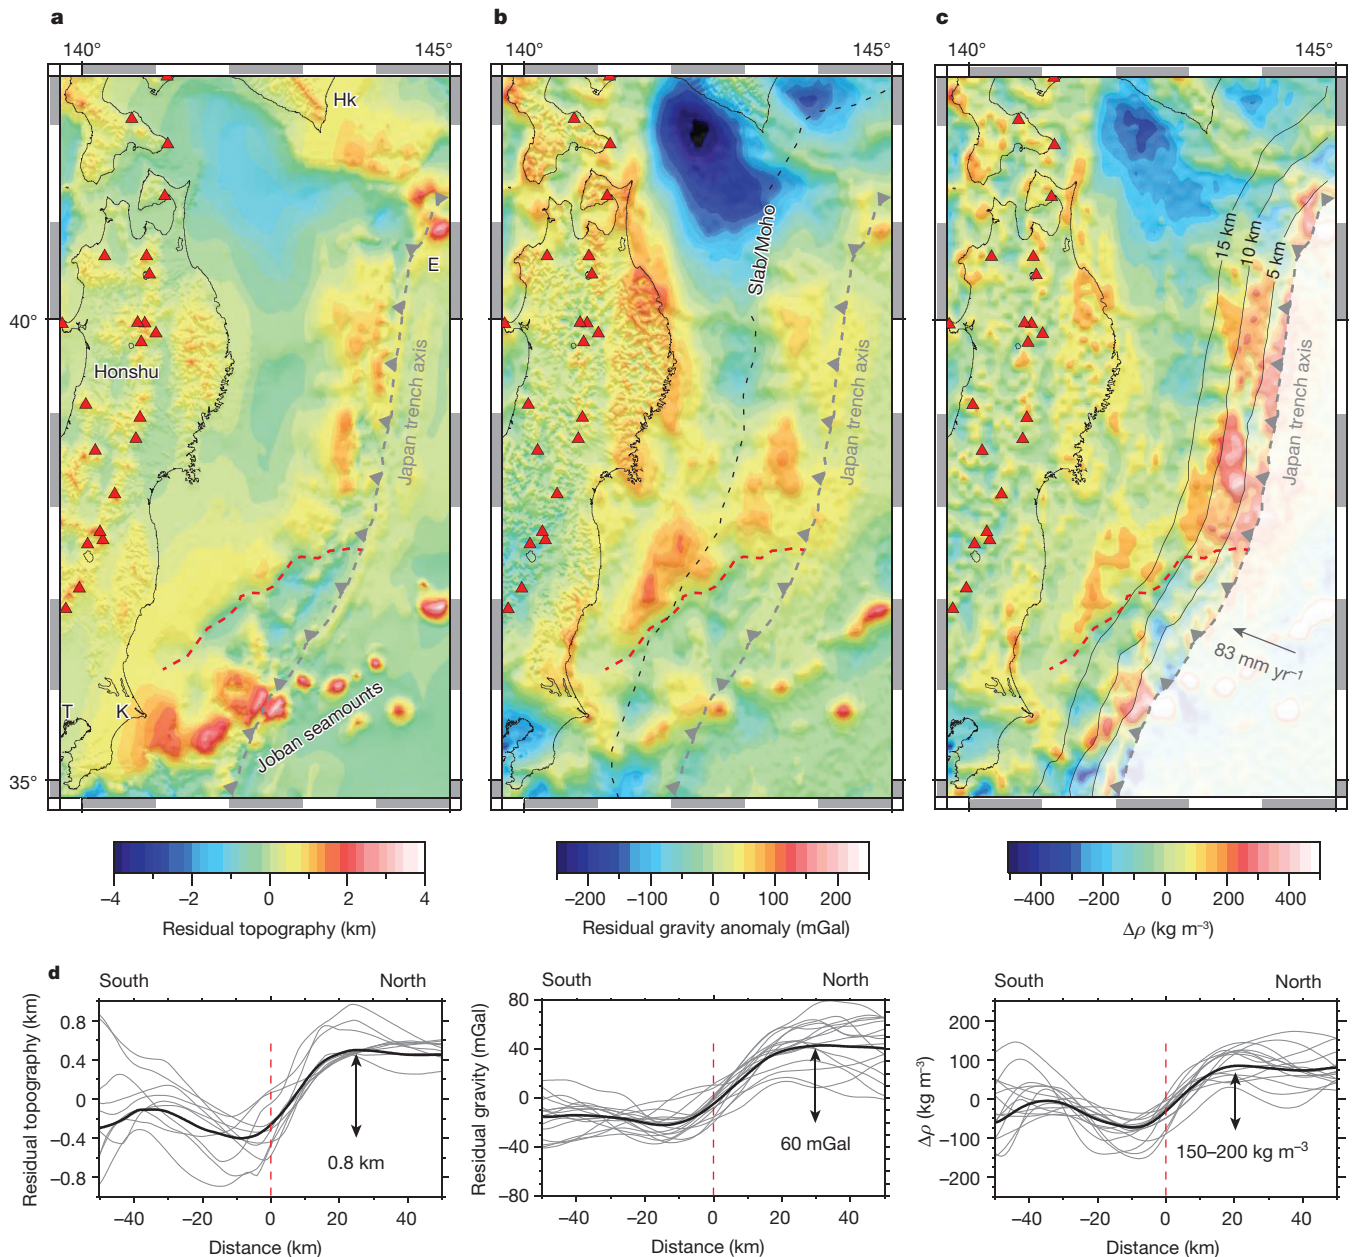 a
b
c
140°
145°
140°
145°
140°
145°
Hk
E
40°
Honshu
Japan trench axis
T
K
Joban seamounts
35°
Slab/Moho
Japan trench axis
15 km
10 km
5 km
Japan trench axis
83 mm yr⁻¹
–4
–2
0
2
4
Residual topography (km)
–200
–100
0
100
200
Residual gravity anomaly (mGal)
–400
–200
0
200
400
Δρ (kg m⁻³)
d
South
North
Residual topography (km)
0.8
0.4
0
–0.4
–0.8
0.8 km
–40
–20
0
20
40
Distance (km)
South
North
Residual gravity (mGal)
80
40
0
–40
–80
60 mGal
–40
–20
0
20
40
Distance (km)
South
North
Δρ (kg m⁻³)
200
100
0
–100
–200
150–200 kg m⁻³
–40
–20
0
20
40
Distance (km)